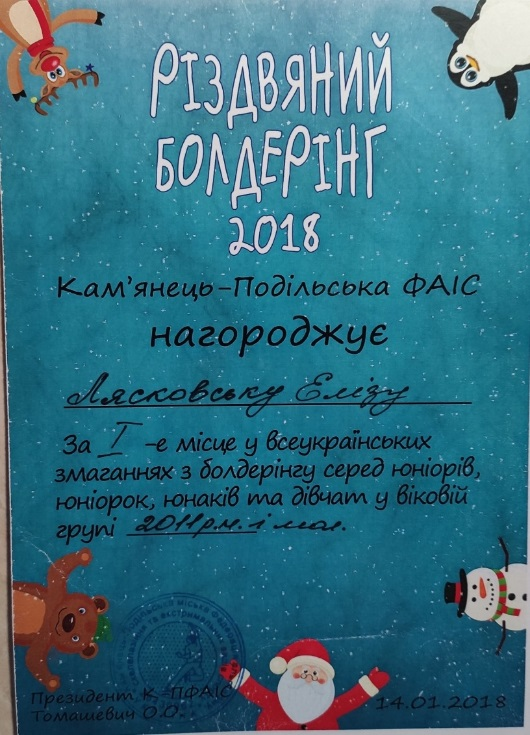 РІЗДВЯНИЙ
БОЛДЕРІНГ
2018
Кам'янець-Подільська ФАІС
нагороджує
Лясковську Елізу
За І -е місце у всеукраїнських
змаганнях з болдерінгу серед юніорів,
юніорок, юнаків та дівчат у віковій
групі 2011р.н. і мол.
Президент К.-ПФАІС
Томашевич О.О.
14.01.2018